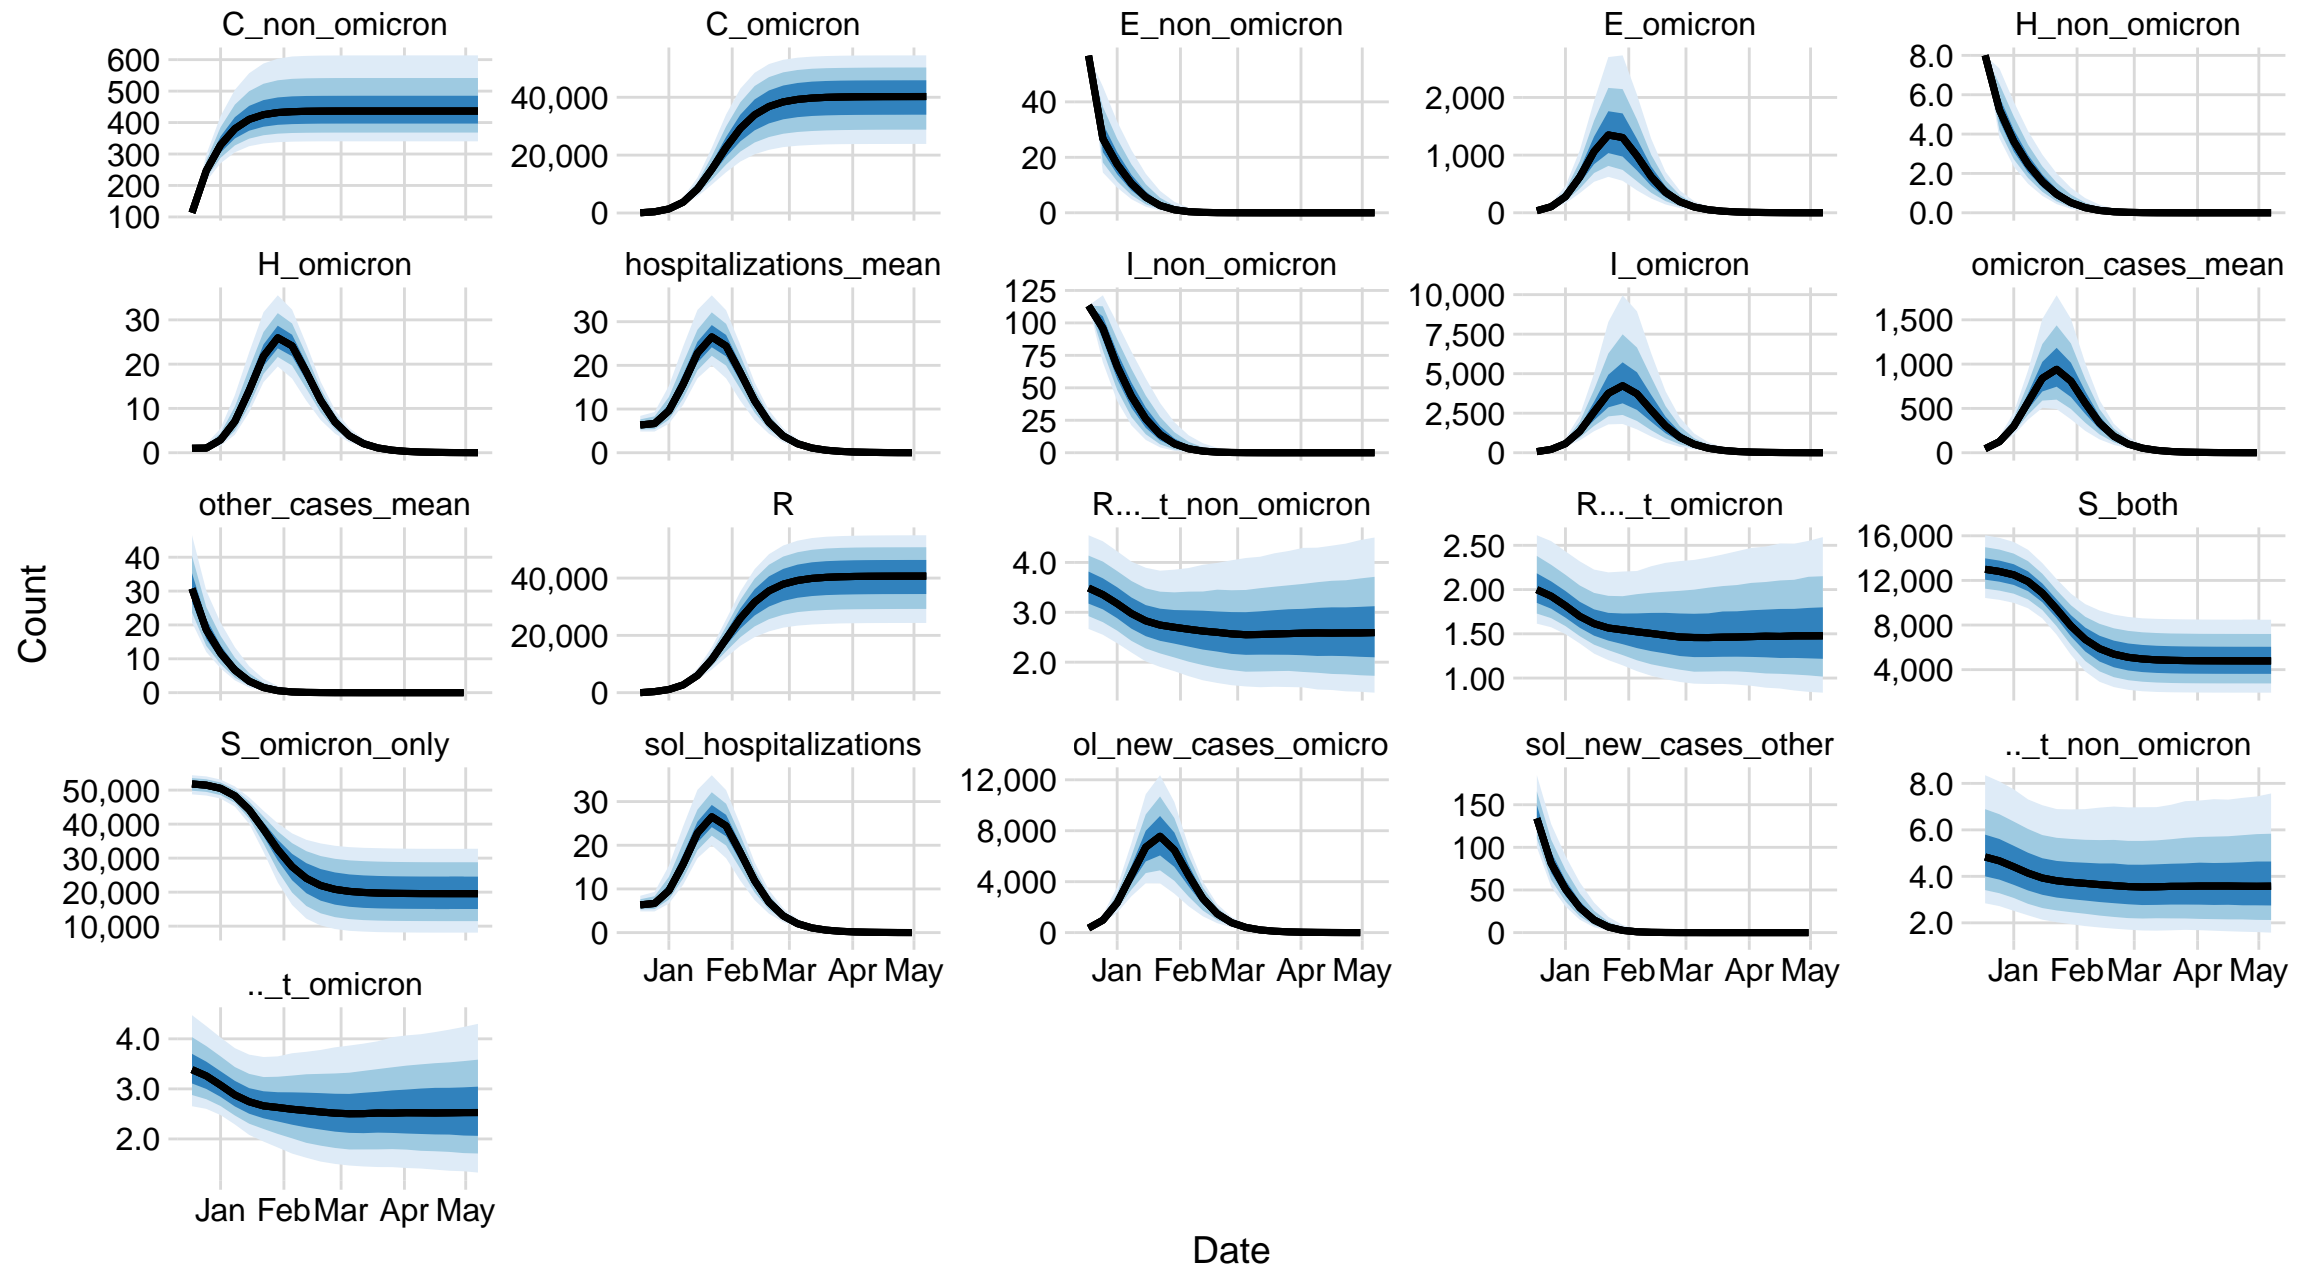 C_non_omicron C_omicron E_non_omicron E_omicron H_non_omicron
600 500 400 300 200 100
40,000 20,000 0
40 20 0
2,000 1,000 0
8.0 6.0 4.0 2.0 0.0
H_omicron hospitalizations_mean I_non_omicron I_omicron omicron_cases_mean
30 20 10 0
30 20 10 0
125 100 75 50 25 0
10,000 7,500 5,000 2,500 0
1,500 1,000 500 0
other_cases_mean R R..._t_non_omicron R..._t_omicron S_both
40 30 20 10 0
40,000 20,000 0
4.0 3.0 2.0
2.50 2.00 1.50 1.00
16,000 12,000 8,000 4,000
S_omicron_only sol_hospitalizations ol_new_cases_omicro sol_new_cases_other .._t_non_omicron
50,000 40,000 30,000 20,000 10,000
30 20 10 0
12,000 8,000 4,000 0
150 100 50 0
8.0 6.0 4.0 2.0
Jan Feb Mar Apr May
Jan Feb Mar Apr May
Jan Feb Mar Apr May
Jan Feb Mar Apr May
.._t_omicron
4.0 3.0 2.0
Jan Feb Mar Apr May
Count
Date